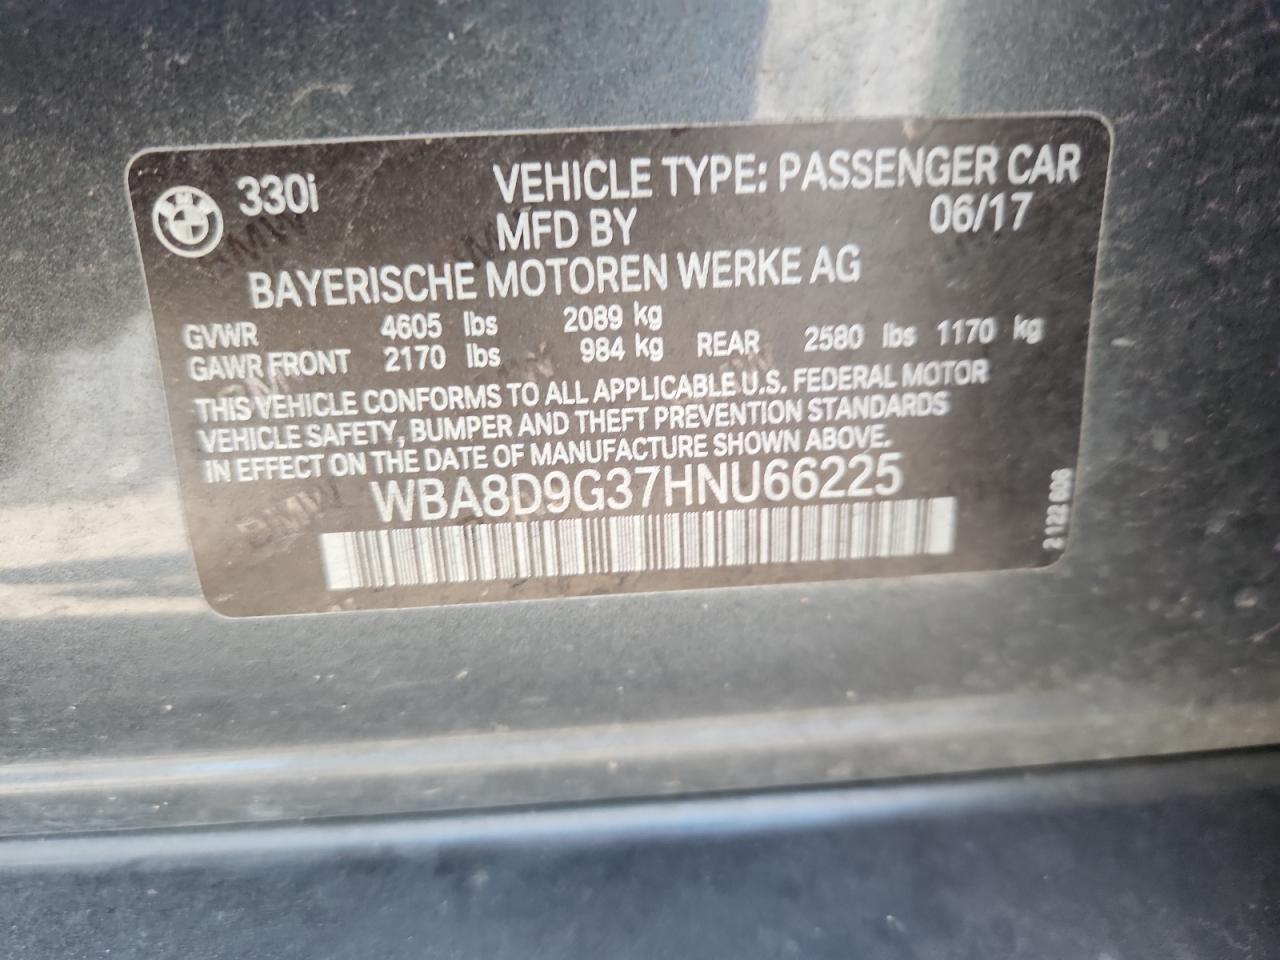 330i VEHICLE TYPE: PASSENGER CAR
MFD BY 06/17
BAYERISCHE MOTOREN WERKE AG
GVWR 4605 lbs 2089 kg
GAWR FRONT 2170 lbs 984 kg REAR 2580 lbs 1170 kg
THIS VEHICLE CONFORMS TO ALL APPLICABLE U.S. FEDERAL MOTOR
VEHICLE SAFETY, BUMPER AND THEFT PREVENTION STANDARDS
IN EFFECT ON THE DATE OF MANUFACTURE SHOWN ABOVE.
WBA8D9G37HNU66225
2 122